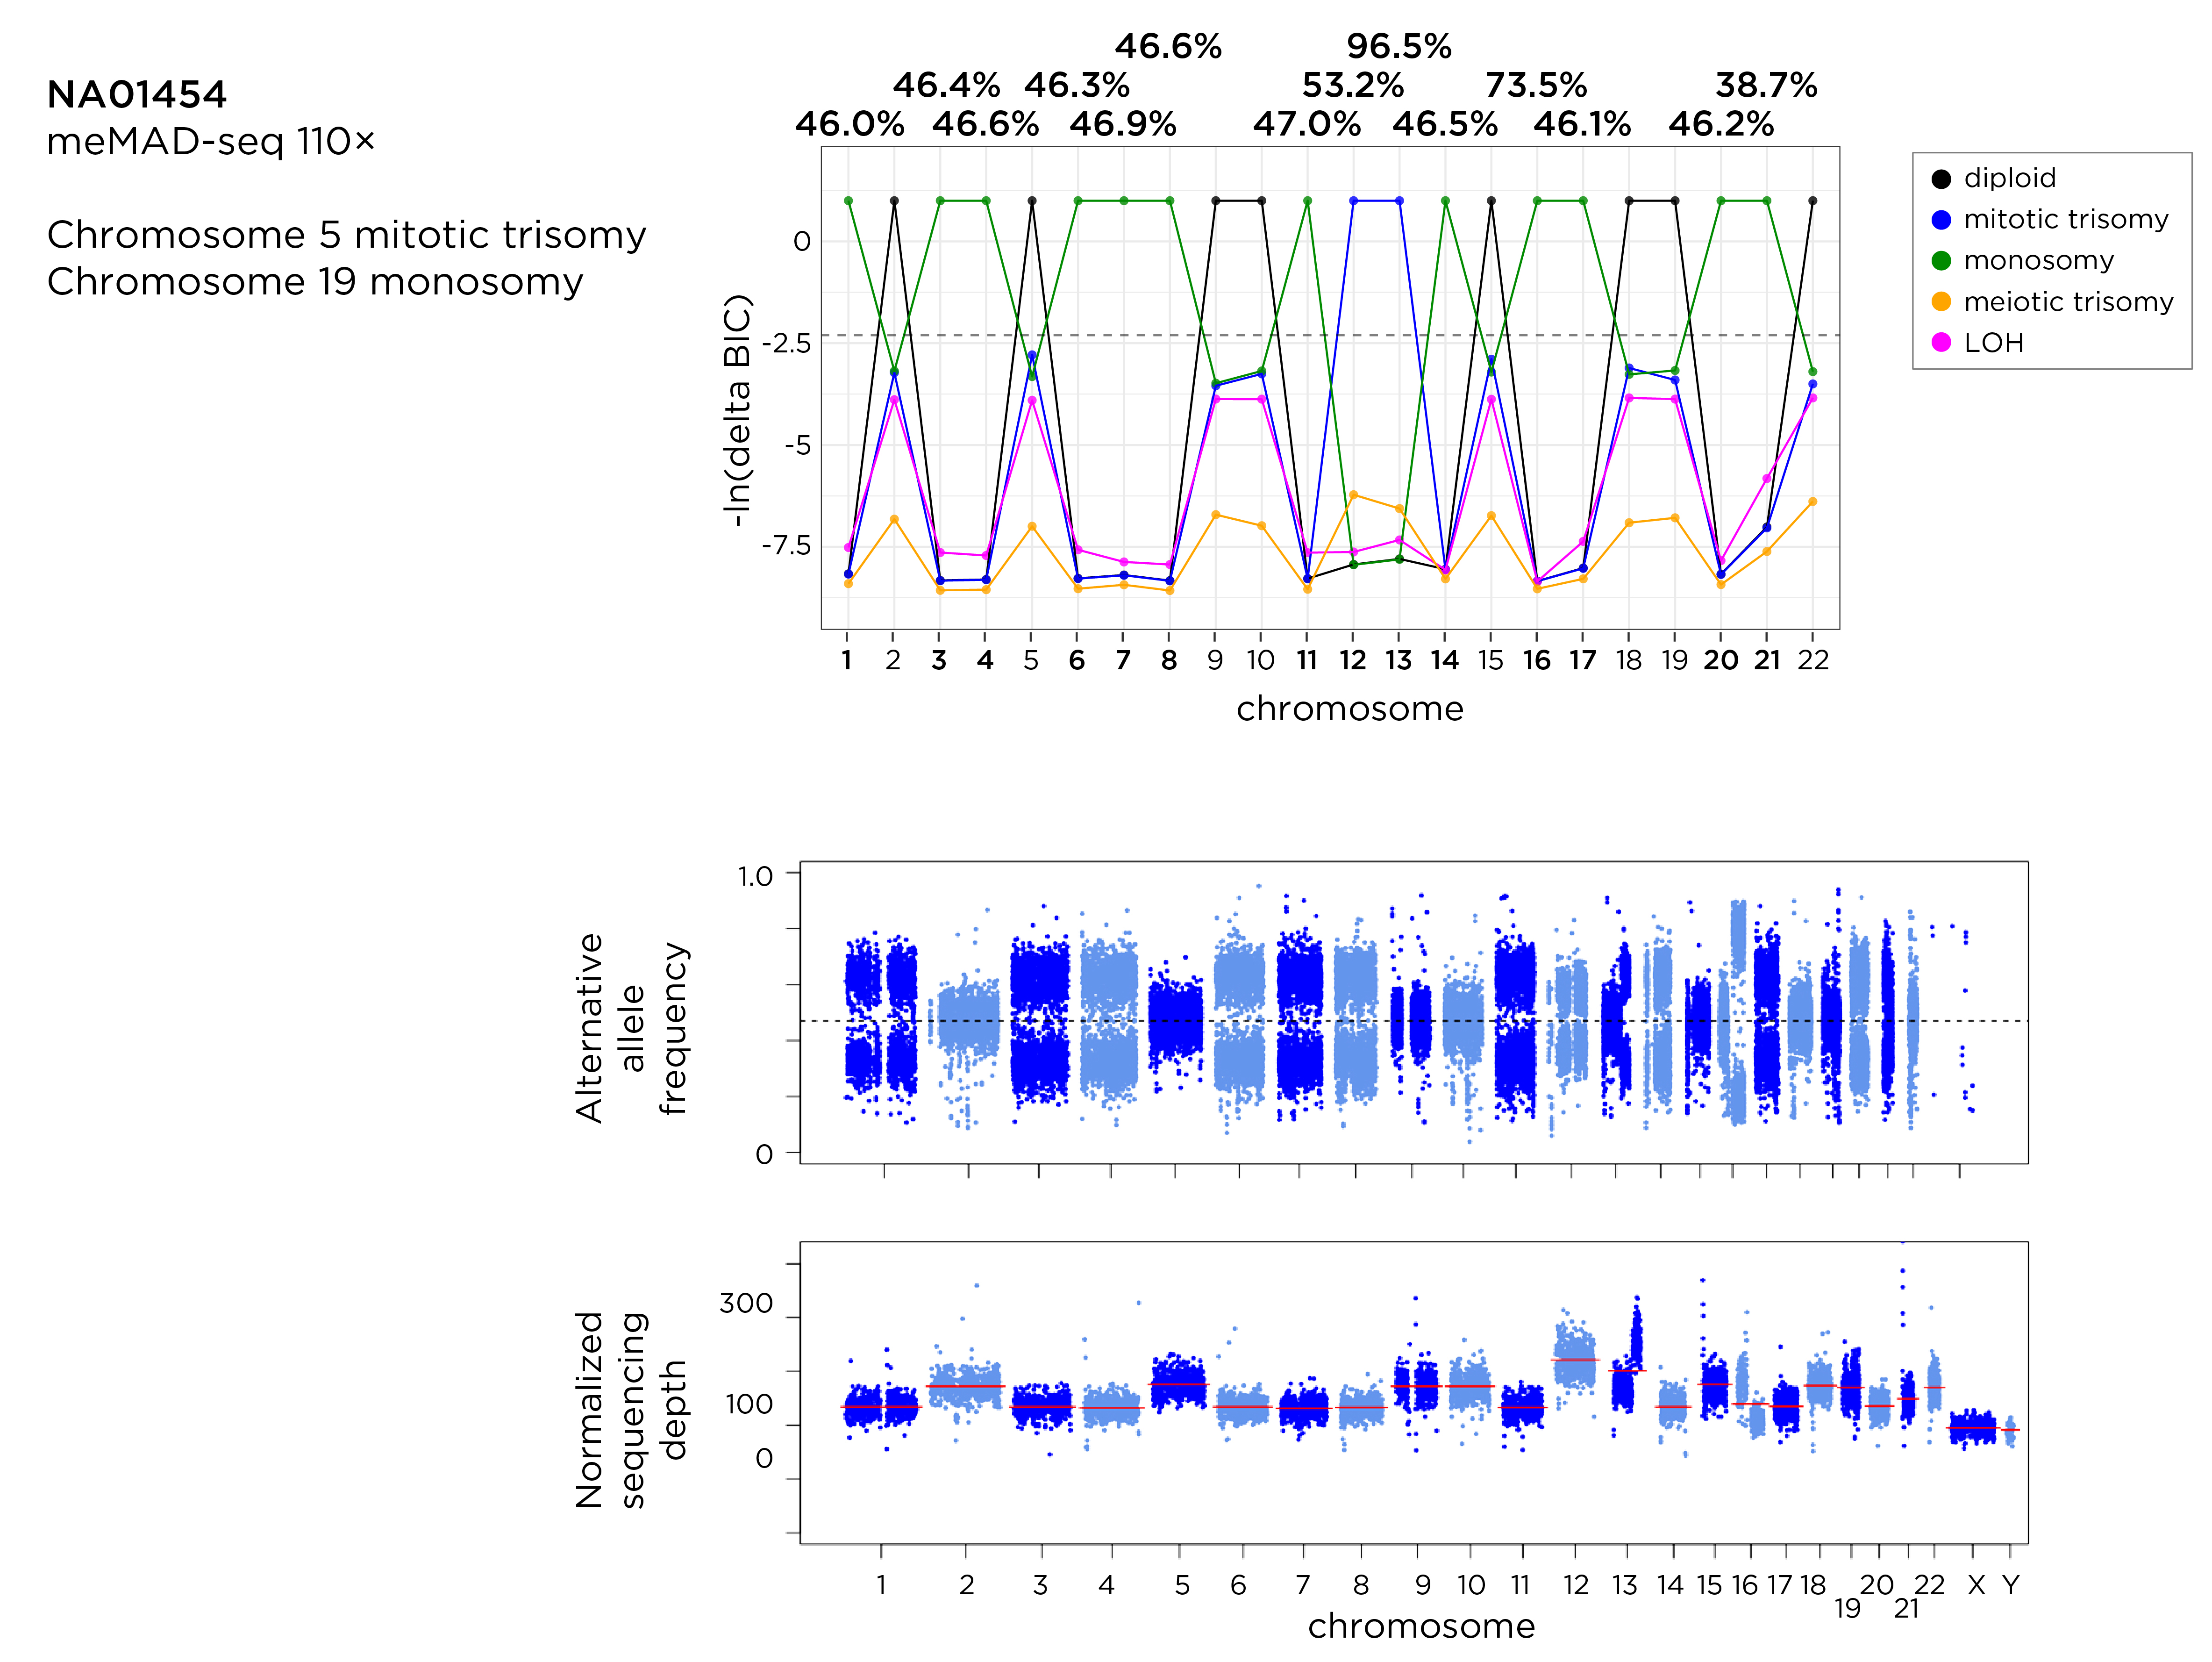 NA01454
meMAD-seq 110×
Chromosome 5 mitotic trisomy
Chromosome 19 monosomy
46.6% 96.5%
46.4% 46.3% 53.2% 73.5% 38.7%
46.0% 46.6% 46.9% 47.0% 46.5% 46.1% 46.2%
-ln(delta BIC)
0
-2.5
-5
-7.5
1 2 3 4 5 6 7 8 9 10 11 12 13 14 15 16 17 18 19 20 21 22
chromosome
diploid
mitotic trisomy
monosomy
meiotic trisomy
LOH
Alternative
allele
frequency
1.0
0
Normalized
sequencing
depth
300
100
0
1 2 3 4 5 6 7 8 9 10 11 12 13 14 15 16 17 18 20 22 X Y
19 21
chromosome